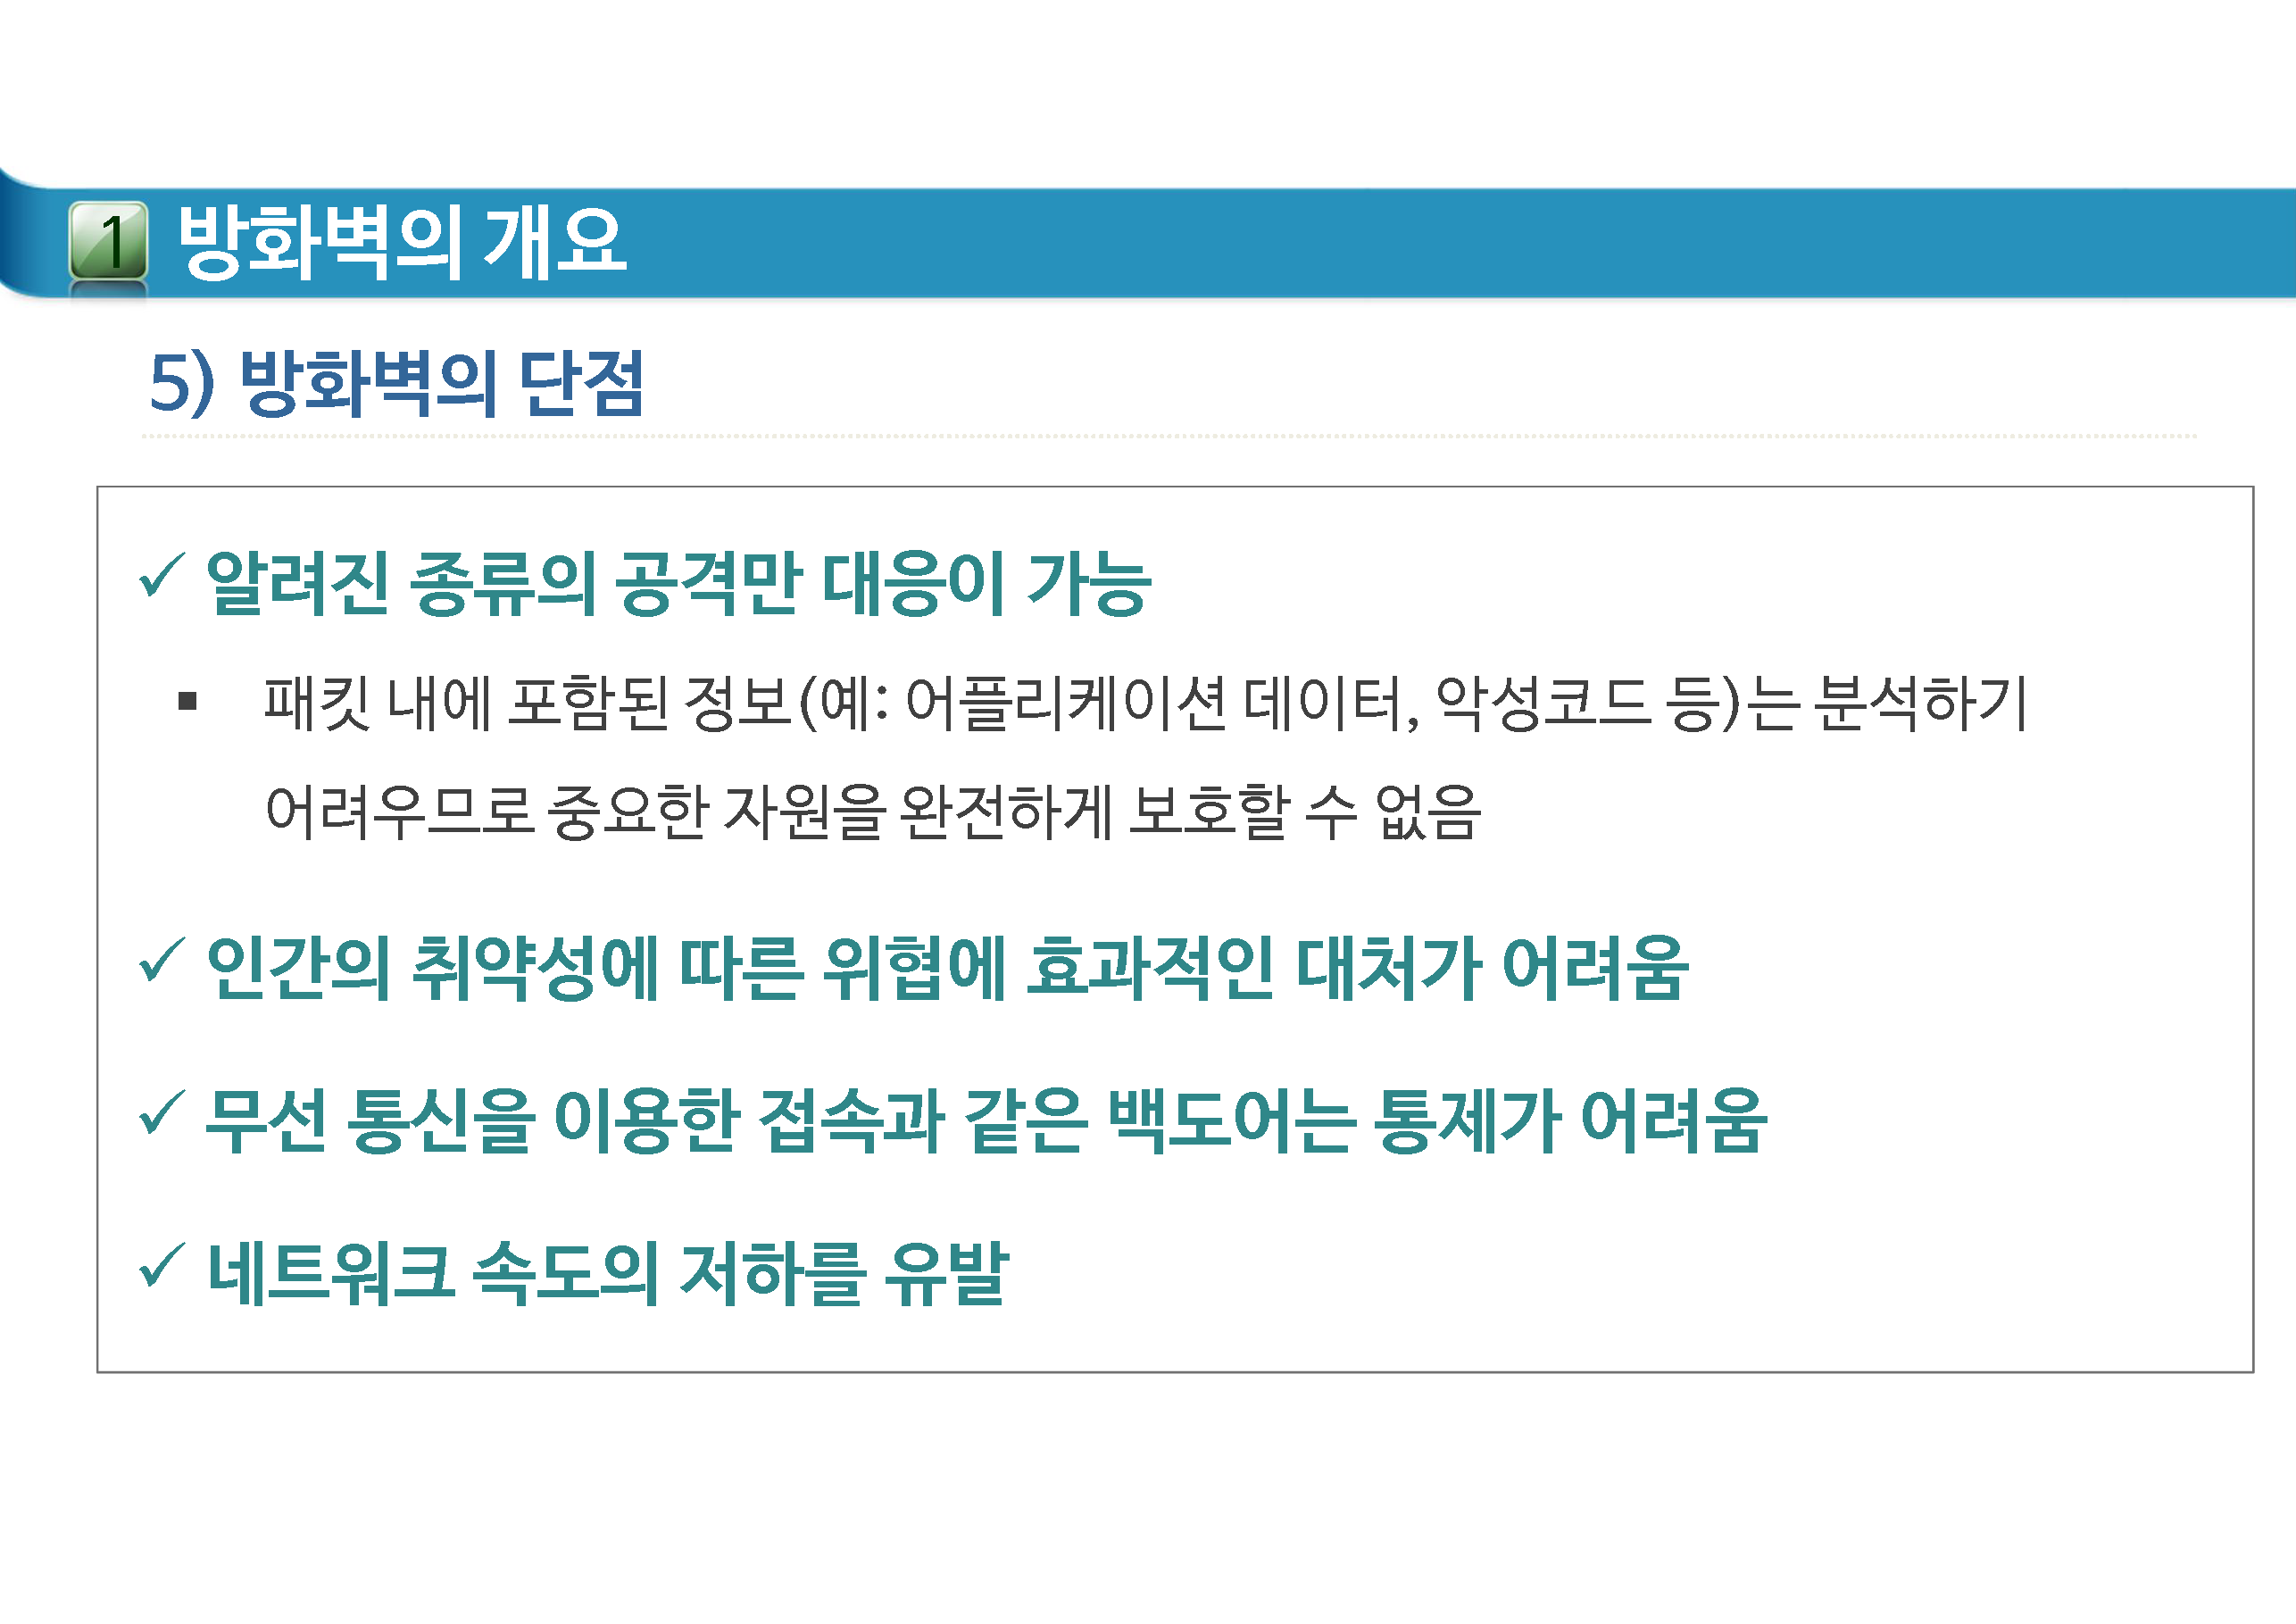 1 방화벽의 개요
5) 방화벽의 단점
✓ 알려진 종류의 공격만 대응이 가능
▪ 패킷 내에 포함된 정보(예: 어플리케이션 데이터, 악성코드 등)는 분석하기
어려우므로 중요한 자원을 완전하게 보호할 수 없음
✓ 인간의 취약성에 따른 위협에 효과적인 대처가 어려움
✓ 무선 통신을 이용한 접속과 같은 백도어는 통제가 어려움
✓ 네트워크 속도의 저하를 유발